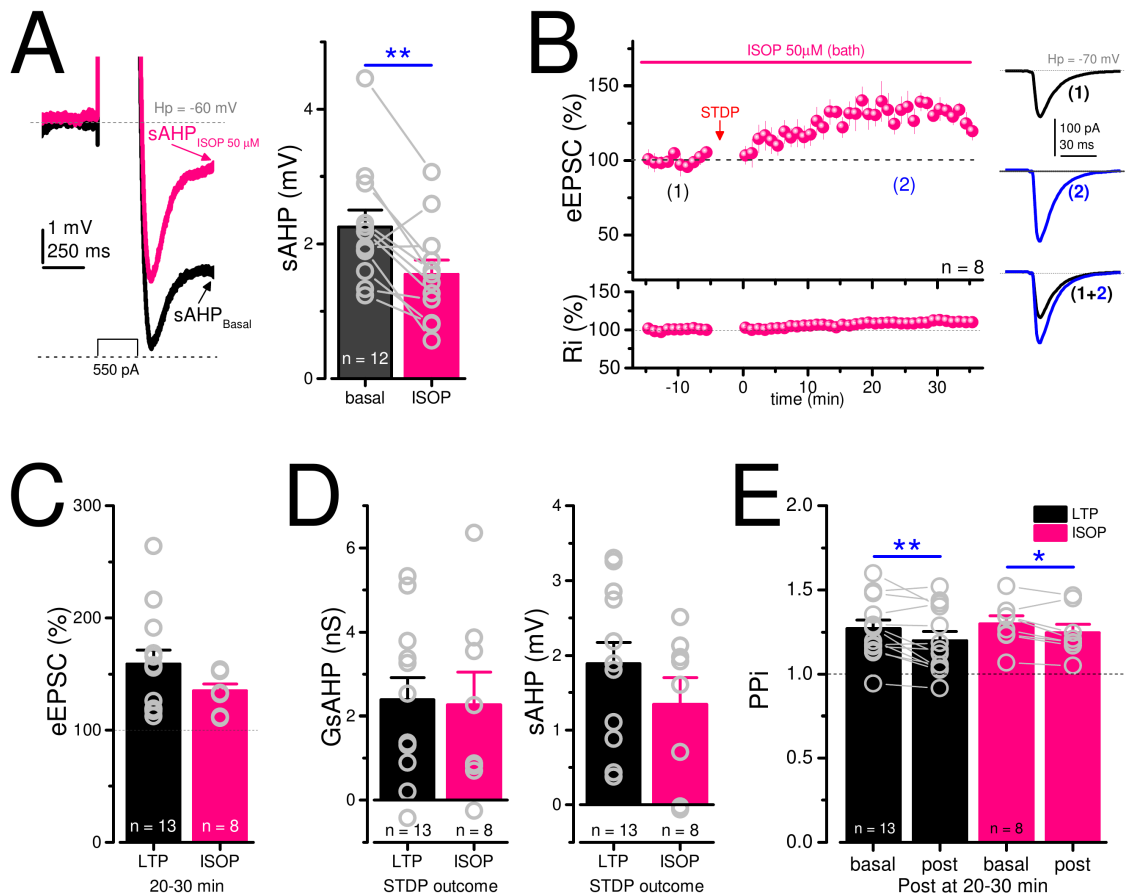 A
Hp = -60 mV
sAHP ISOP 50 µM
1 mV
250 ms
sAHP Basal
550 pA
sAHP (mV)
**
4
2
0
n = 12
basal
ISOP
B
ISOP 50µM (bath)
eEPSC (%)
150
100
50
STDP
(1)
(2)
n = 8
Ri (%)
150
100
50
-10
0
10
20
30
time (min)
Hp = -70 mV
(1)
100 pA
30 ms
(2)
(1+2)
C
eEPSC (%)
300
200
100
0
n = 13
n = 8
LTP
ISOP
20-30 min
D
GsAHP (nS)
6
4
2
0
n = 13
n = 8
LTP
ISOP
STDP outcome
sAHP (mV)
4
3
2
1
0
n = 13
n = 8
LTP
ISOP
STDP outcome
E
PPi
2.0
1.5
1.0
0.5
0.0
LTP
ISOP
**
*
n = 13
n = 8
basal
post
basal
post
Post at 20-30 min